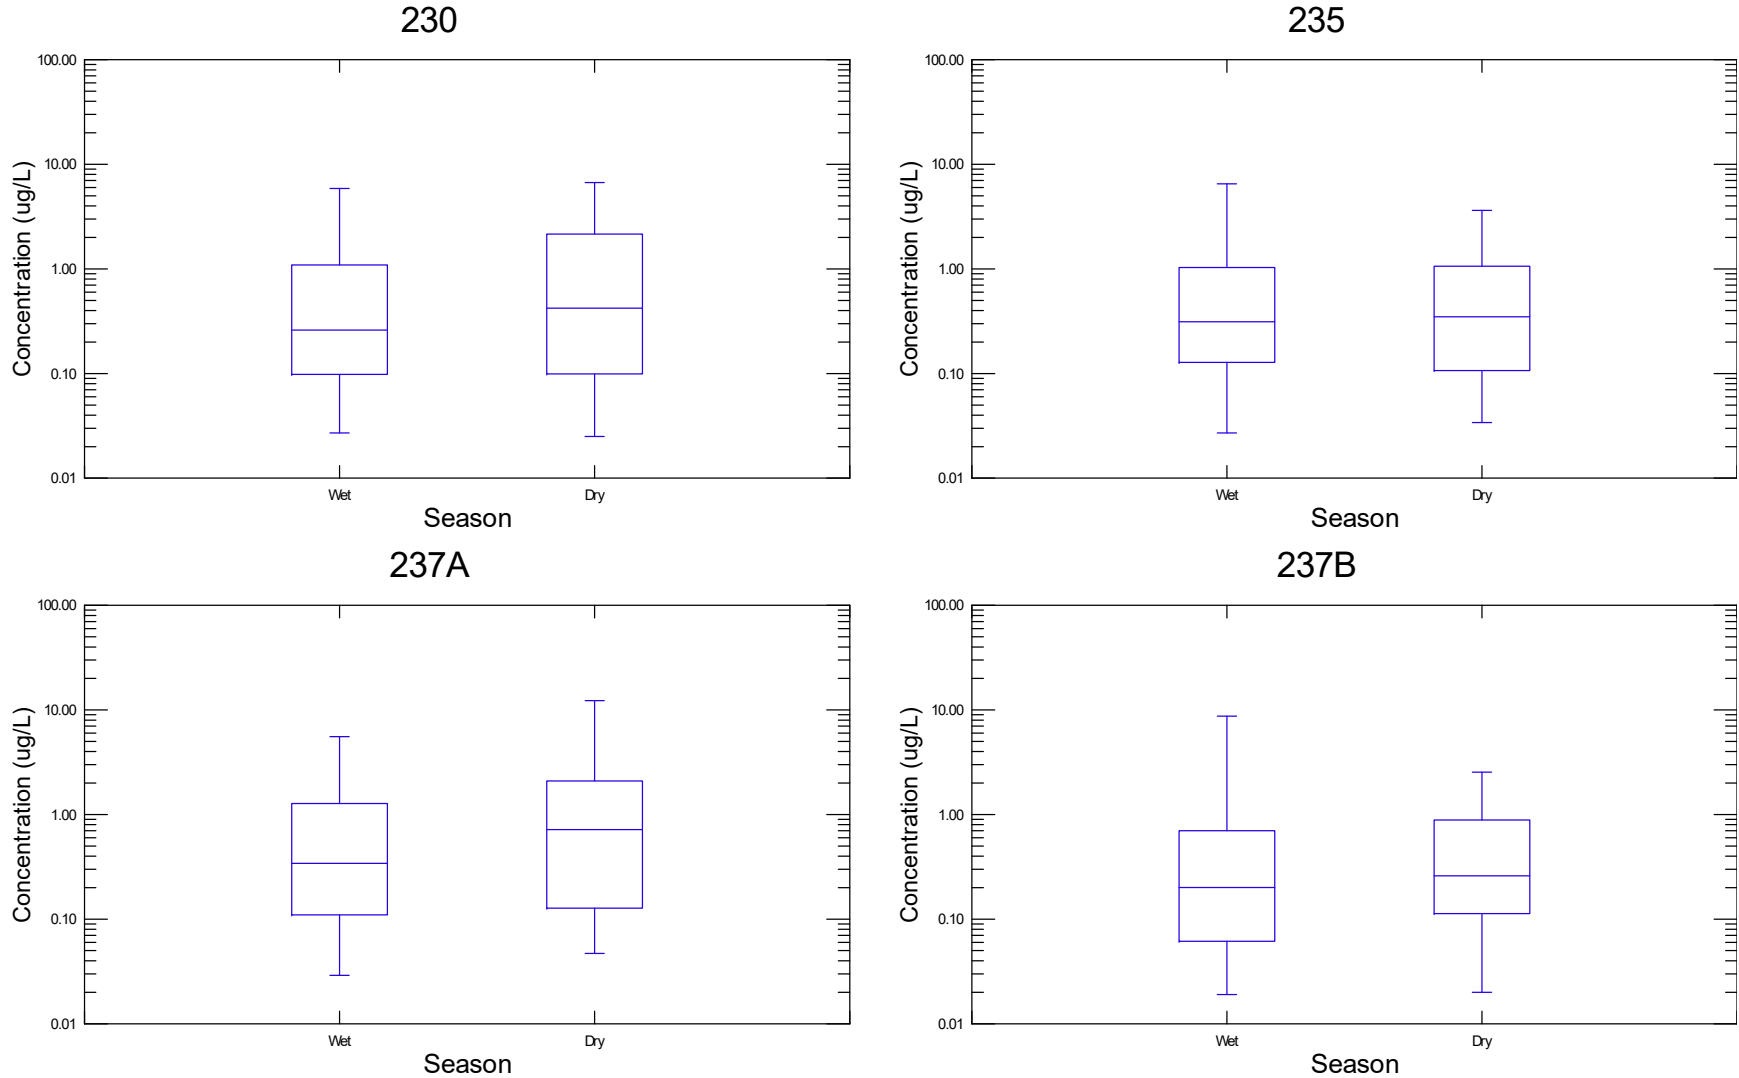 230
100.00
10.00
1.00
0.10
0.01
Concentration (ug/L)
Wet
Dry
Season
235
100.00
10.00
1.00
0.10
0.01
Concentration (ug/L)
Wet
Dry
Season
237A
100.00
10.00
1.00
0.10
0.01
Concentration (ug/L)
Wet
Dry
Season
237B
100.00
10.00
1.00
0.10
0.01
Concentration (ug/L)
Wet
Dry
Season